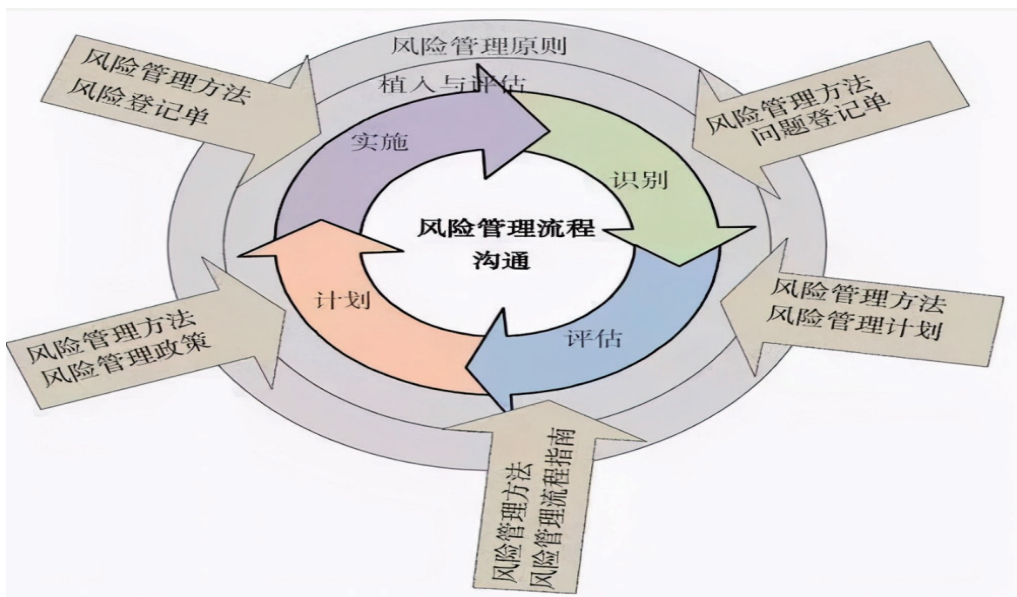 风险管理原则
植入与评估
风险管理方法
风险登记单
风险管理方法
问题登记单
实施
识别
风险管理流程
沟通
计划
评估
风险管理方法
风险管理计划
风险管理方法
风险管理政策
风险管理方法
风险管理流程指南